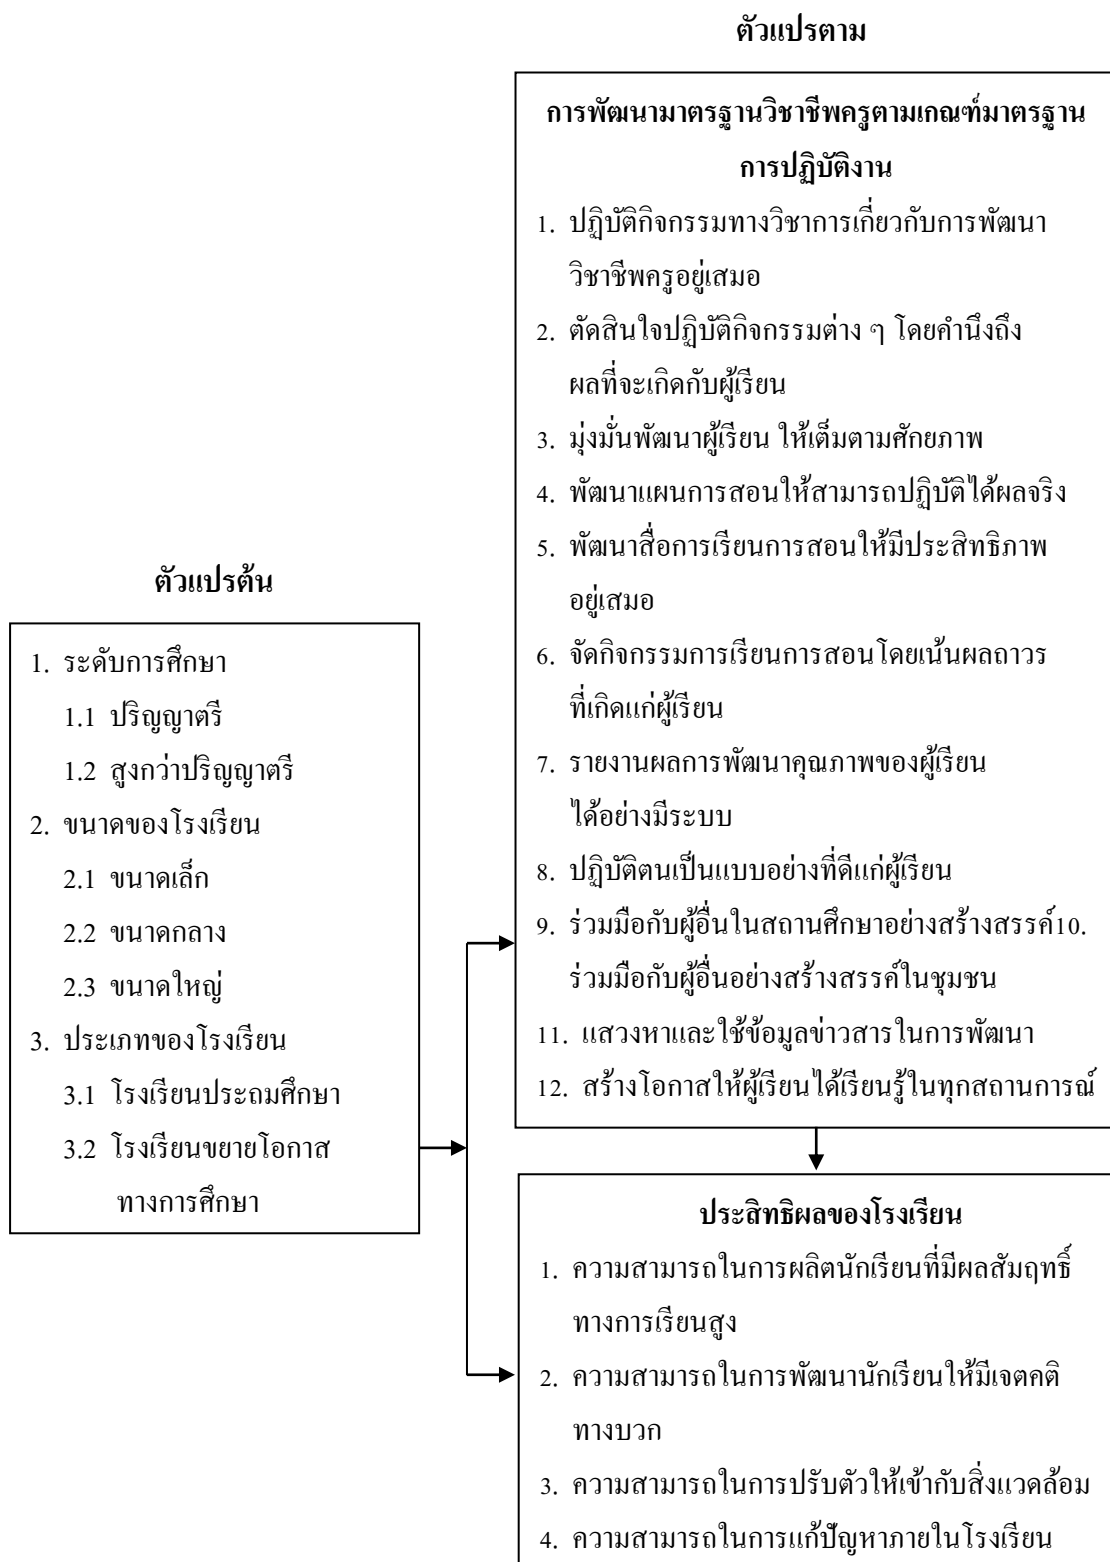 ตัวแปรตาม
การพัฒนามาตรฐานวิชาชีพครูตามเกณฑ์มาตรฐาน
การปฏิบัติงาน
1. ปฏิบัติกิจกรรมทางวิชาการเกี่ยวกับการพัฒนา
วิชาชีพครูอยู่เสมอ
2. ตัดสินใจปฏิบัติกิจกรรมต่าง ๆ โดยคำนึงถึง
ผลที่จะเกิดกับผู้เรียน
3. มุ่งมั่นพัฒนาผู้เรียน ให้เต็มตามศักยภาพ
4. พัฒนาแผนการสอนให้สามารถปฏิบัติได้ผลจริง
5. พัฒนาสื่อการเรียนการสอนให้มีประสิทธิภาพ
อยู่เสมอ
6. จัดกิจกรรมการเรียนการสอนโดยเน้นผลถาวร
ที่เกิดแก่ผู้เรียน
7. รายงานผลการพัฒนาคุณภาพของผู้เรียน
ได้อย่างมีระบบ
8. ปฏิบัติตนเป็นแบบอย่างที่ดีแก่ผู้เรียน
9. ร่วมมือกับผู้อื่นในสถานศึกษาอย่างสร้างสรรค์10.
ร่วมมือกับผู้อื่นอย่างสร้างสรรค์ในชุมชน
11. แสวงหาและใช้ข้อมูลข่าวสารในการพัฒนา
12. สร้างโอกาสให้ผู้เรียนได้เรียนรู้ในทุกสถานการณ์
ตัวแปรต้น
1. ระดับการศึกษา
1.1 ปริญญาตรี
1.2 สูงกว่าปริญญาตรี
2. ขนาดของโรงเรียน
2.1 ขนาดเล็ก
2.2 ขนาดกลาง
2.3 ขนาดใหญ่
3. ประเภทของโรงเรียน
3.1 โรงเรียนประถมศึกษา
3.2 โรงเรียนขยายโอกาส
ทางการศึกษา
ประสิทธิผลของโรงเรียน
1. ความสามารถในการผลิตนักเรียนที่มีผลสัมฤทธิ์
ทางการเรียนสูง
2. ความสามารถในการพัฒนานักเรียนให้มีเจตคติ
ทางบวก
3. ความสามารถในการปรับตัวให้เข้ากับสิ่งแวดล้อม
4. ความสามารถในการแก้ปัญหาภายในโรงเรียน